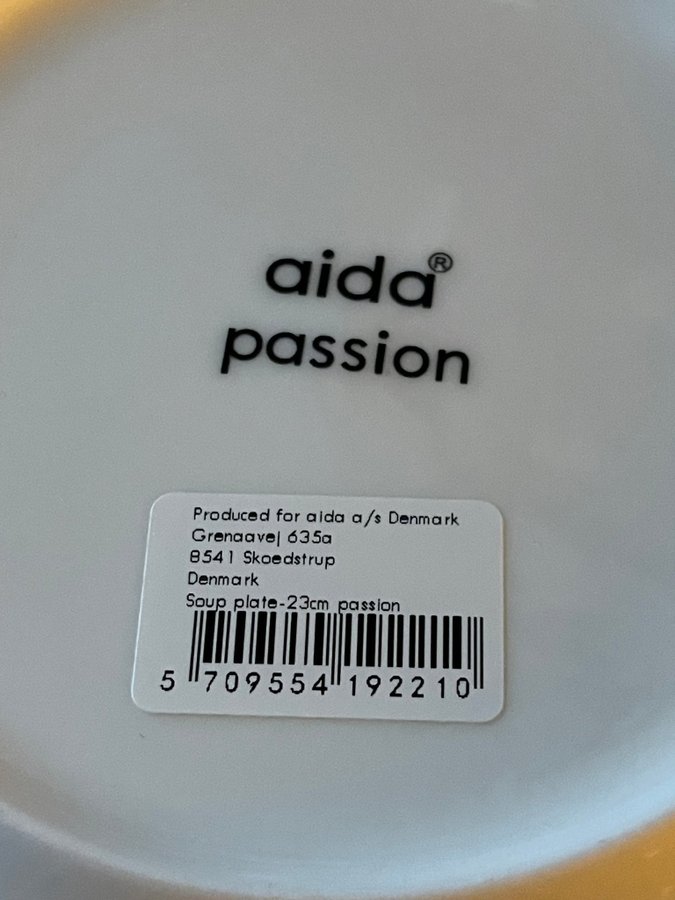 aida®
passion
Produced for aida a/s Denmark
Grenaavej 635a
8541 Skoedstrup
Denmark
Soup plate-23cm passion
5 709554 192210